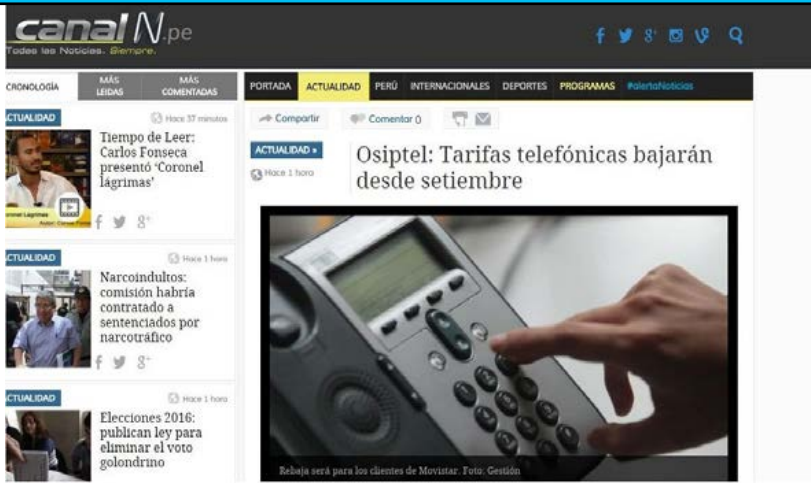 canal N.pe
Todas las Noticias. Siempre.
CRONOLOGÍA
MÁS
LEIDAS
MÁS
COMENTADAS
PORTADA ACTUALIDAD PERÚ INTERNACIONALES DEPORTES PROGRAMAS #alertaNoticias
ACTUALIDAD
Hace 37 minutos
Tiempo de Leer:
Carlos Fonseca
presentó ‘Coronel
lágrimas’
ACTUALIDAD
Hace 1 hora
Narcoindultos:
comisión habría
contratado a
sentenciados por
narcotráfico
ACTUALIDAD
Hace 1 hora
Elecciones 2016:
publican ley para
eliminar el voto
golondrino
Compartir Comentar 0
ACTUALIDAD »
Hace 1 hora
Osiptel: Tarifas telefónicas bajarán
desde setiembre
Rebaja será para los clientes de Movistar. Foto: Gestión